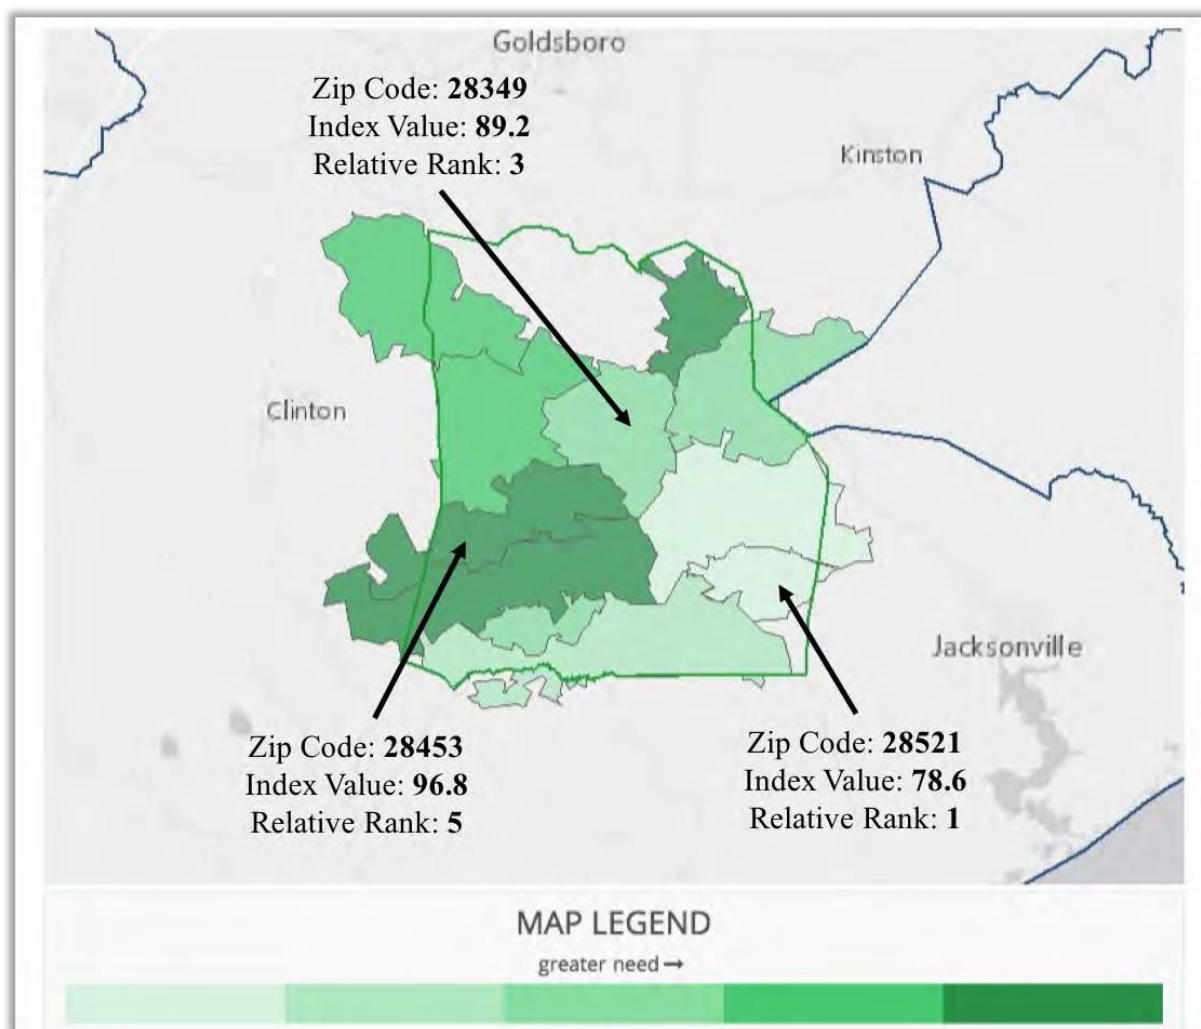 Goldsboro
Zip Code: 28349
Index Value: 89.2
Relative Rank: 3
Kinston
Clinton
Jacksonville
Zip Code: 28453
Index Value: 96.8
Relative Rank: 5
Zip Code: 28521
Index Value: 78.6
Relative Rank: 1
MAP LEGEND
greater need →